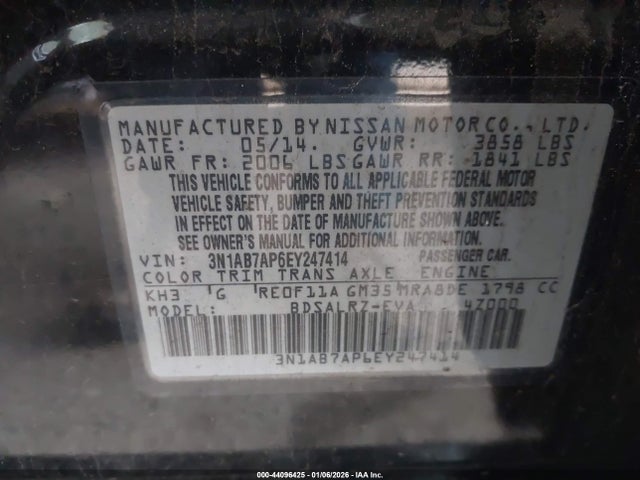 MANUFACTURED BY NISSAN MOTOR CO., LTD.
DATE: 05/14. GVWR: 3858 LBS
GAWR FR: 2006 LBS GAWR RR: 1841 LBS
THIS VEHICLE CONFORMS TO ALL APPLICABLE FEDERAL MOTOR
VEHICLE SAFETY, BUMPER AND THEFT PREVENTION STANDARDS
IN EFFECT ON THE DATE OF MANUFACTURE SHOWN ABOVE.
SEE OWNER'S MANUAL FOR ADDITIONAL INFORMATION.
VIN: 3N1AB7AP6EY247414 PASSENGER CAR.
COLOR TRIM TRANS AXLE ENGINE
KH3 G RE0F11A GM35 MRA8DE 1798 CC
MODEL: BDSALRZ-EVA 4Z000
3N1AB7AP6EY247414
000-44096425 - 01/06/2026 - IAA Inc.